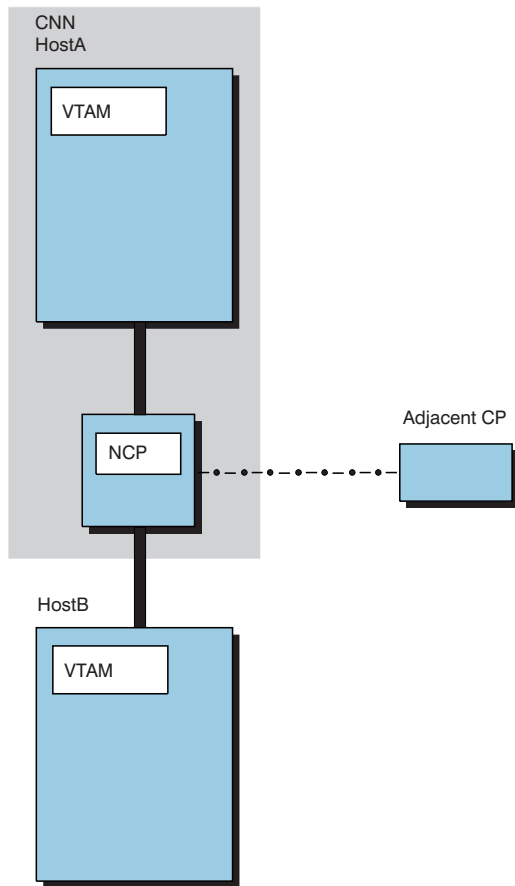 CNN
HostA
VTAM
NCP
Adjacent CP
HostB
VTAM